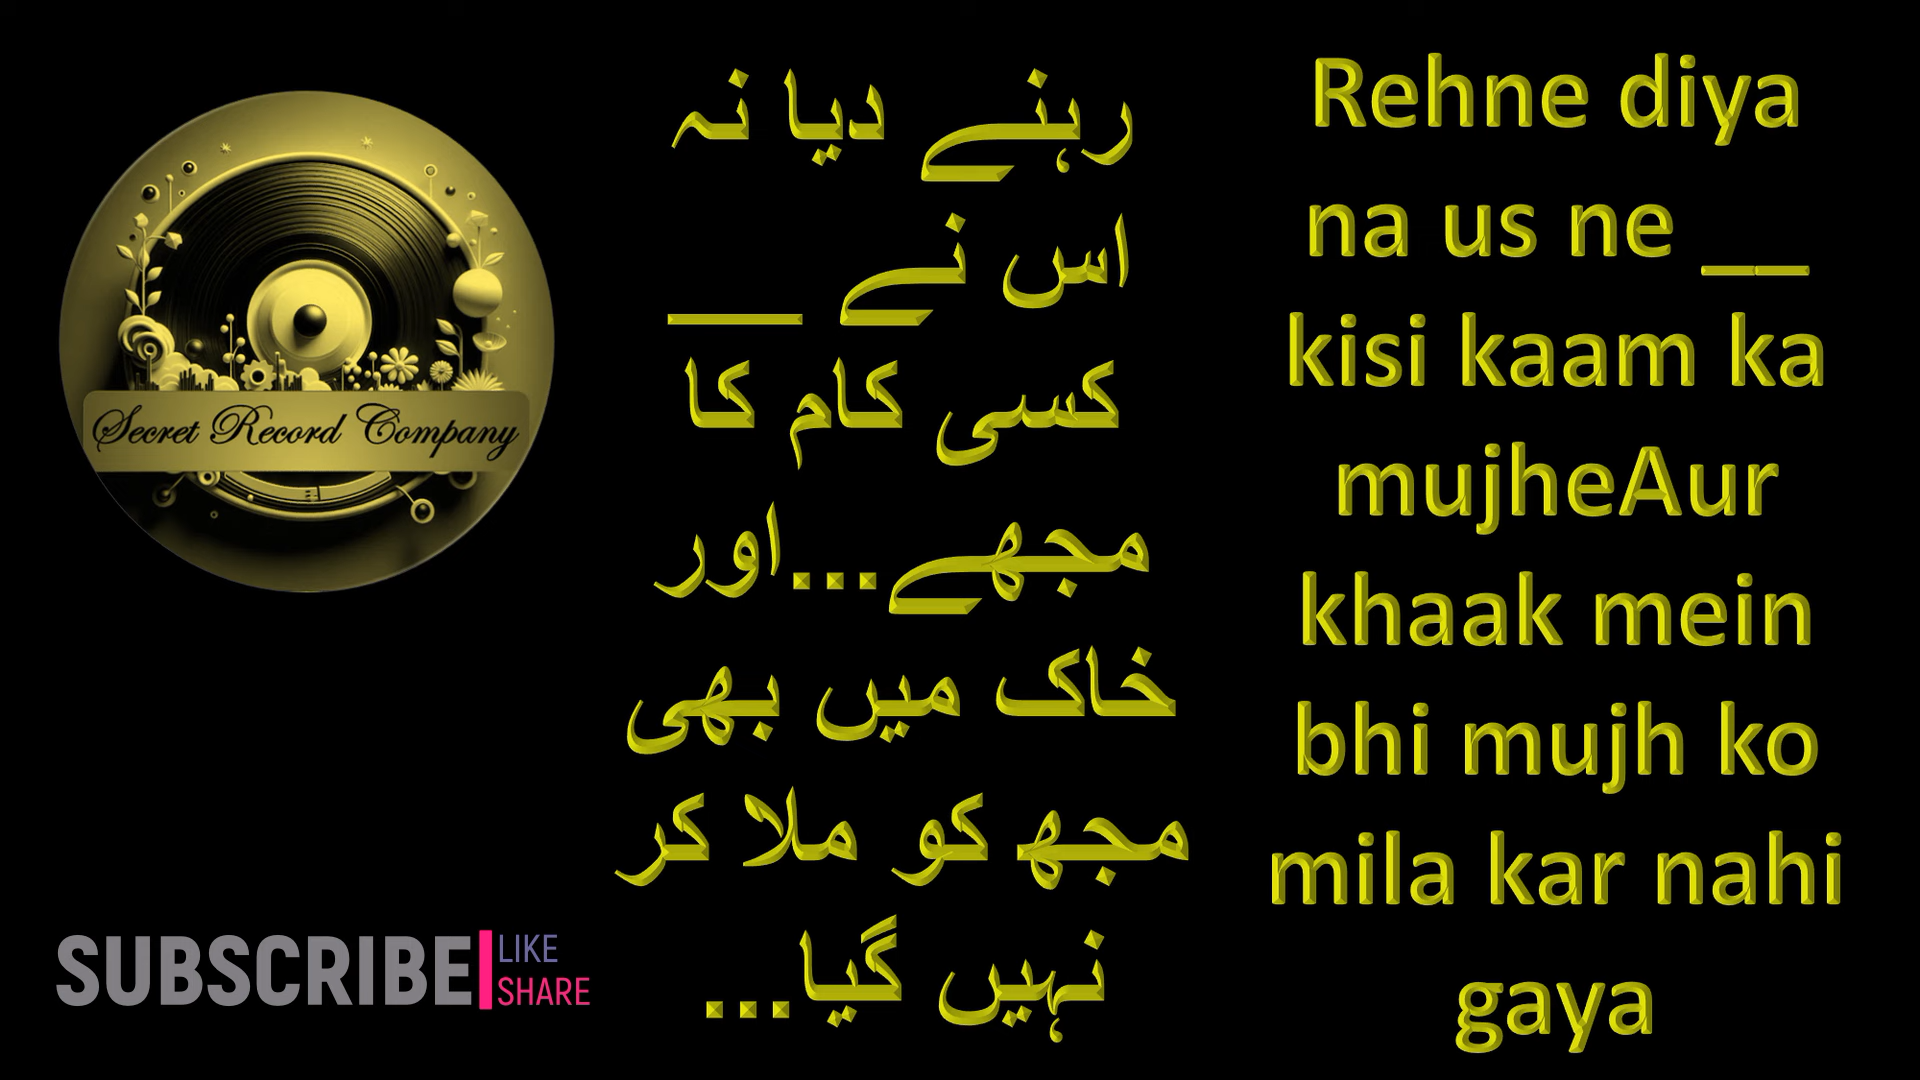 Secret Record Company
SUBSCRIBE
LIKE
SHARE
رہنے دیا نہ
اس نے ___
کسی کام کا
مجھے...اور
خاک میں بھی
مجھ کو ملا کر
نہیں گیا...
Rehne diya
na us ne __
kisi kaam ka
mujheAur
khaak mein
bhi mujh ko
mila kar nahi
gaya